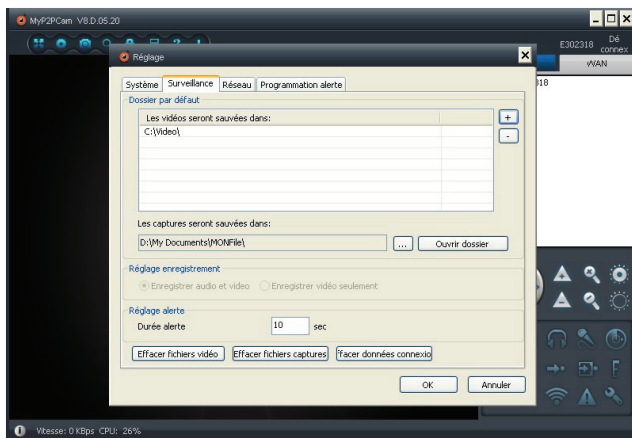 MyP2PCam V8.D.05.20
E302318
Dé
connex
Réglage
WAN
Système Surveillance Réseau Programmation alerte
318
Dossier par défaut
Les vidéos seront sauvées dans:
+
C:\Video\
-
Les captures seront sauvées dans:
D:\My Documents\MONFile\
... Ouvrir dossier
Réglage enregistrement
Enregistrer audio et video Enregistrer vidéo seulement
Réglage alerte
Durée alerte 10 sec
Effacer fichiers vidéo Effacer fichiers captures facer données connexio
OK Annuler
Vitesse: 0 KBps CPU: 26%